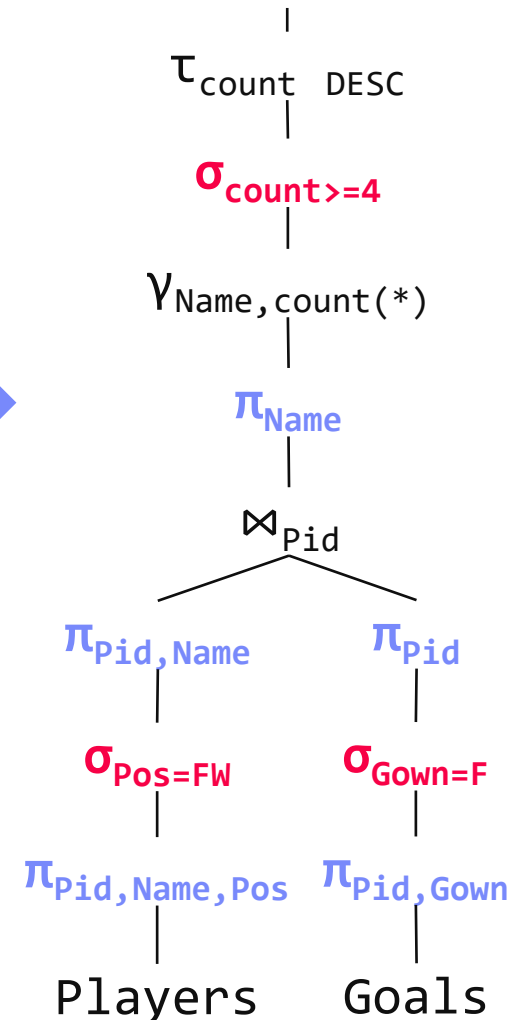 τcount DESC
σcount>=4
γName,count(*)
πName
⋈Pid
πPid,Name πPid
σPos=FW σGown=F
πPid,Name,Pos πPid,Gown
Players Goals